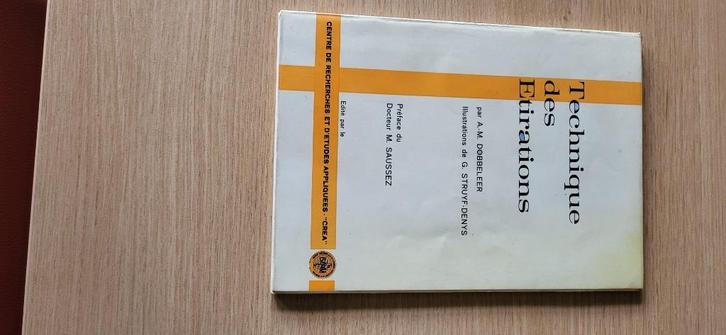 Technique
des
Etirations
par A.-M. DOBBELEER
Illustrations de G. STRUYF-DENYS
Préface du
Docteur M. SAUSSEZ
Edité par le
CENTRE DE RECHERCHES ET D'ETUDES APPLIQUEES - "CREA"